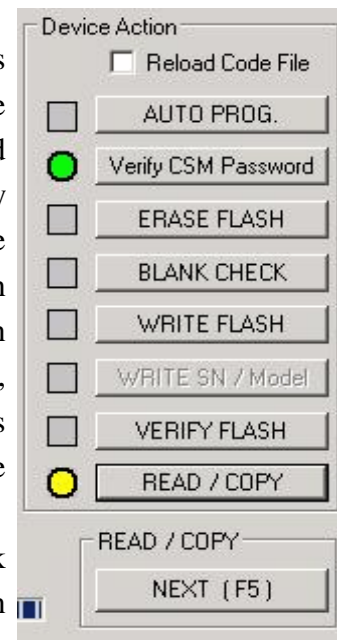 Device Action
Reload Code File
AUTO PROG.
Verify CSM Password
ERASE FLASH
BLANK CHECK
WRITE FLASH
WRITE SN / Model
VERIFY FLASH
READ / COPY
READ / COPY
NEXT ( F5 )